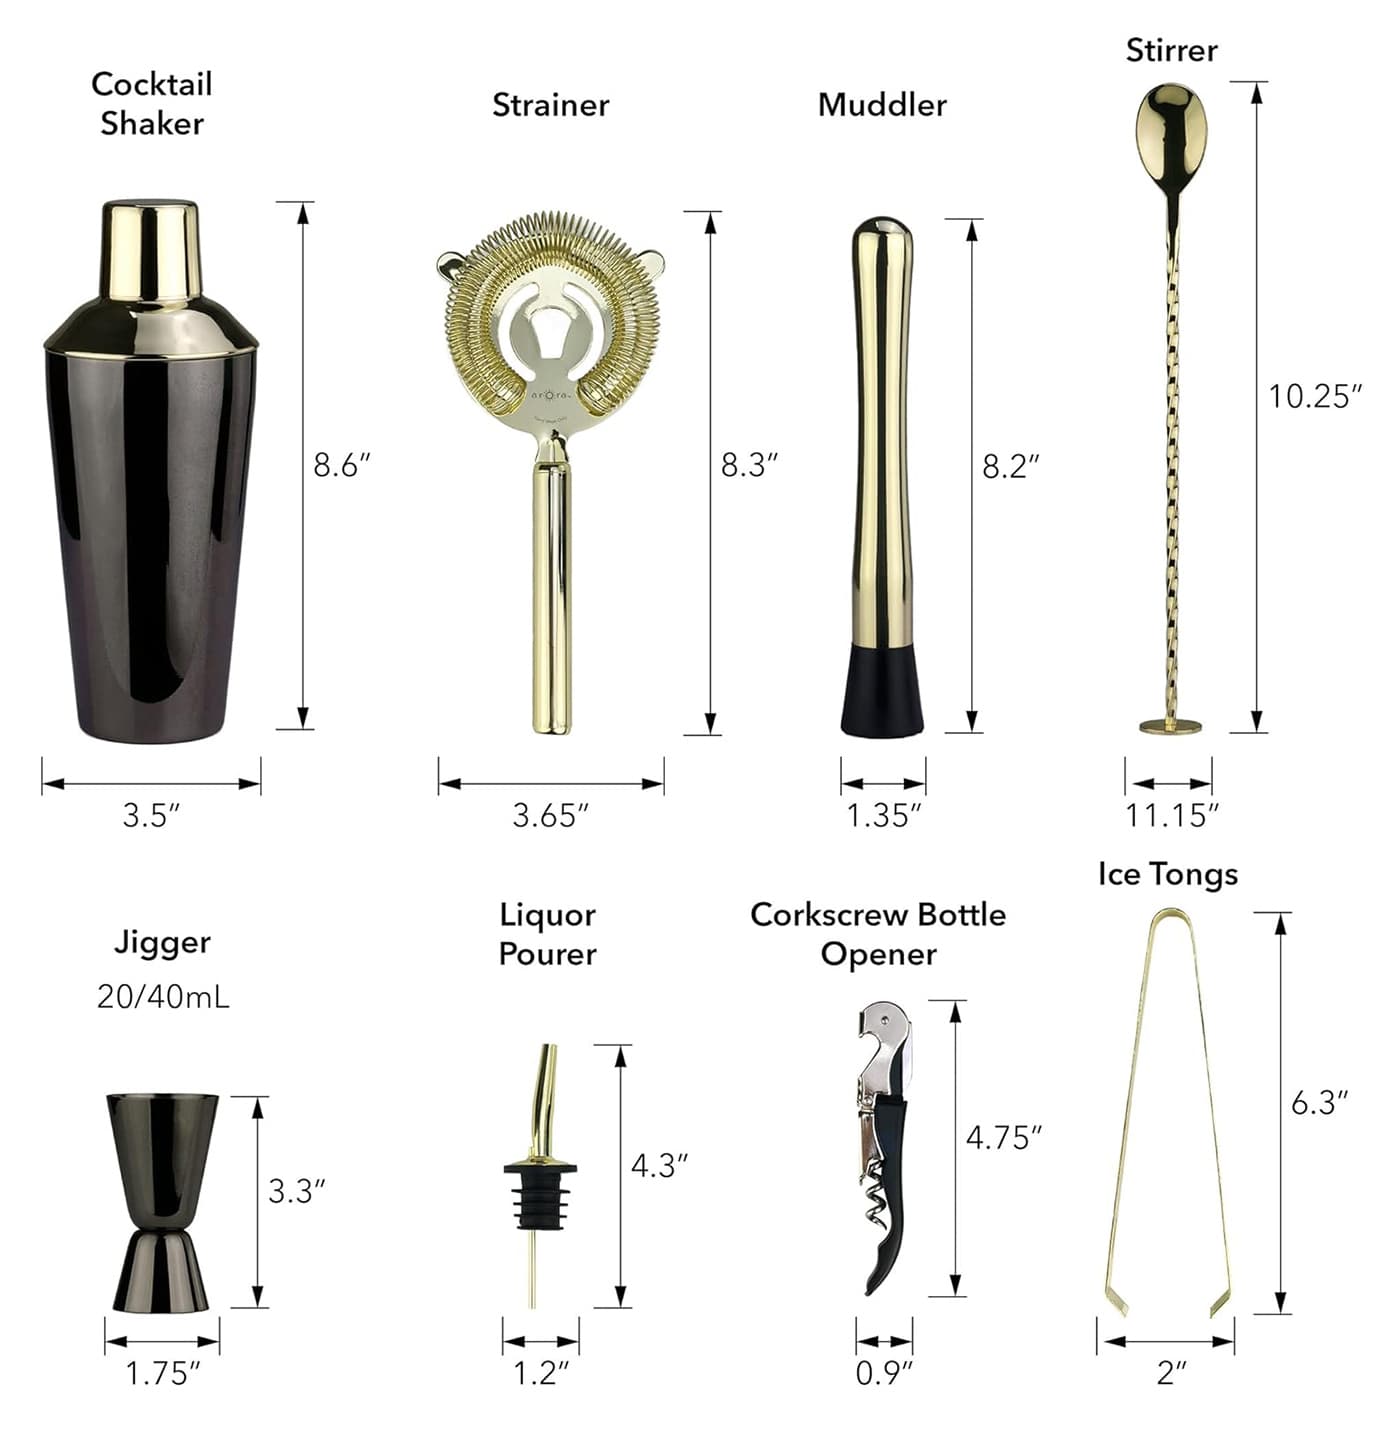 Cocktail
Shaker
8.6”
3.5”
Strainer
arora
8.3”
3.65”
Muddler
8.2”
1.35”
Stirrer
10.25”
11.15”
Jigger
20/40mL
3.3”
1.75”
Liquor
Pourer
4.3”
1.2”
Corkscrew Bottle
Opener
4.75”
0.9”
Ice Tongs
6.3”
2”